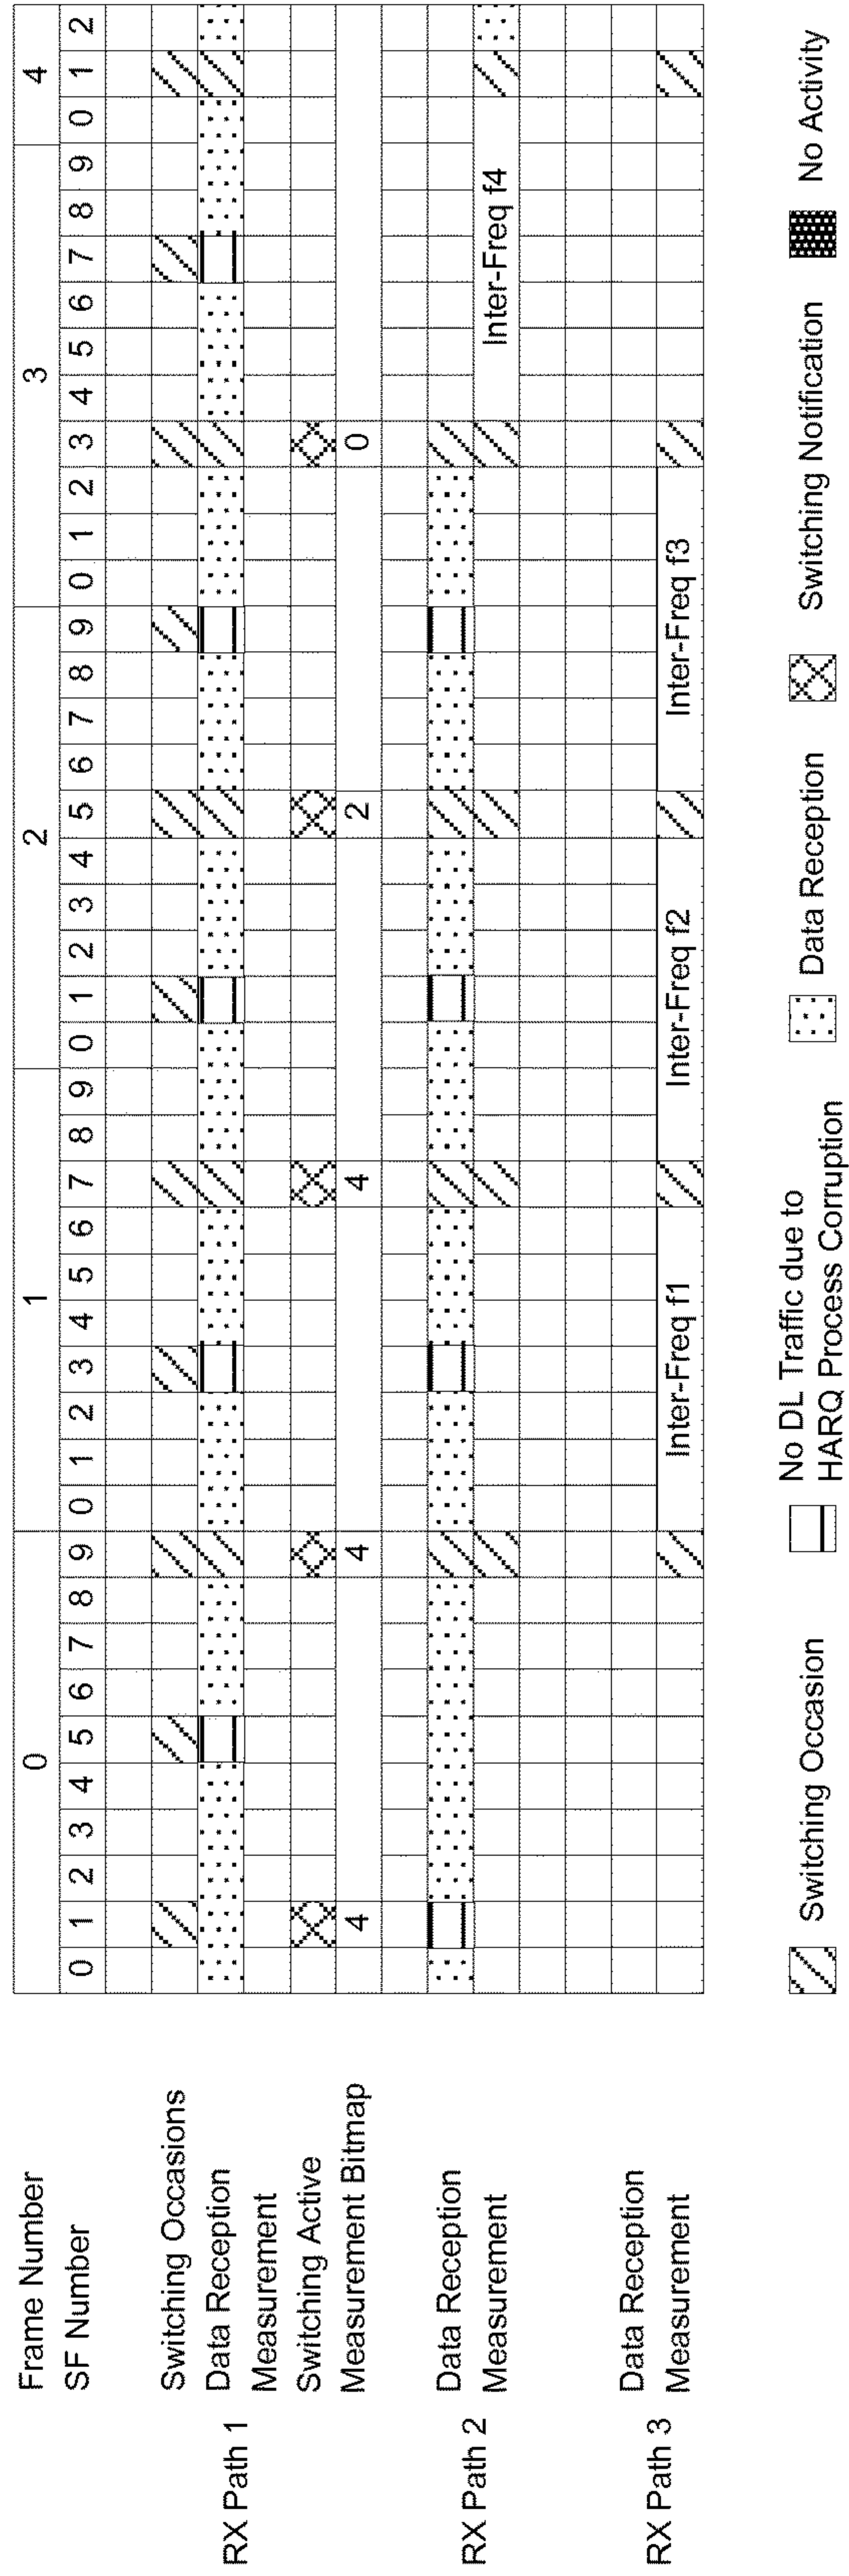 Frame Number 0 1 2 3 4
SF Number 0 1 2 3 4 5 6 7 8 9 0 1 2 3 4 5 6 7 8 9 0 1 2 3 4 5 6 7 8 9 0 1 2 3 4 5 6 7 8 9 0 1 2
Switching Occasions
RX Path 1
Data Reception
Measurement
Switching Active
Measurement Bitmap 4 4 4 2 0
RX Path 2
Data Reception
Measurement Inter-Freq f4
RX Path 3
Data Reception
Measurement Inter-Freq f1 Inter-Freq f2 Inter-Freq f3
Switching Occasion
No DL Traffic due to
HARQ Process Corruption
Data Reception
Switching Notification
No Activity